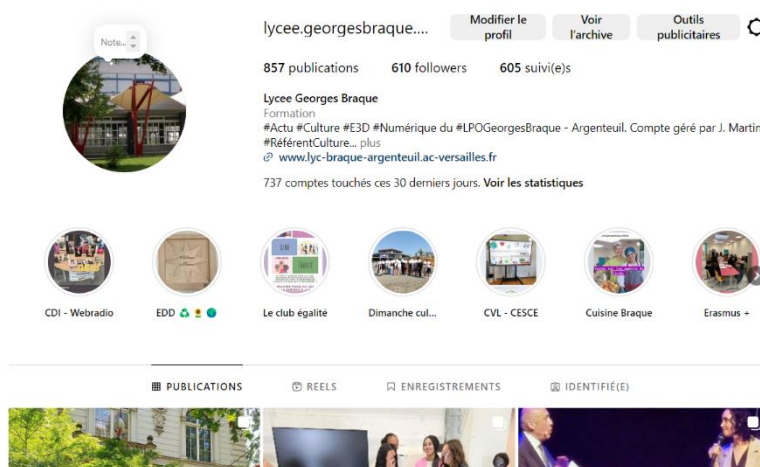 Note...
lycee.georgesbraque....
Modifier le profil
Voir l'archive
Outils publicitaires
857 publications 610 followers 605 suivi(e)s
Lycee Georges Braque
Formation
#Actu #Culture #E3D #Numérique du #LPOGeorgesBraque - Argenteuil. Compte géré par J. Martin
#RéférentCulture... plus
www.lyc-braque-argenteuil.ac-versailles.fr
737 comptes touchés ces 30 derniers jours. Voir les statistiques
CDI - Webradio EDD ♻️ 🌻 🌍 Le club égalité Dimanche cul... CVL - CESCE Cuisine Braque Erasmus +
PUBLICATIONS REELS ENREGISTREMENTS IDENTIFIÉ(E)